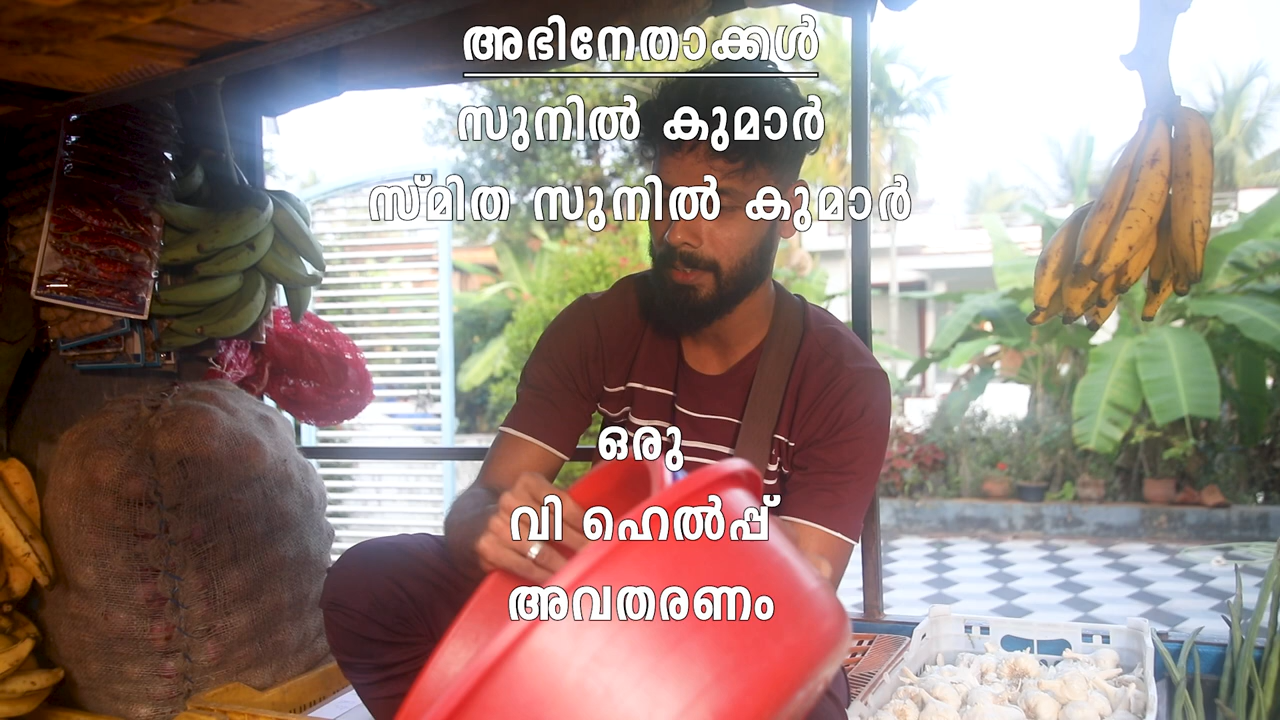 അഭിനേതാക്കൾ
സുനിൽ കുമാർ
സ്മിത സുനിൽ കുമാർ
ഒരു
വി ഹെൽപ്പ്
അവതരണം